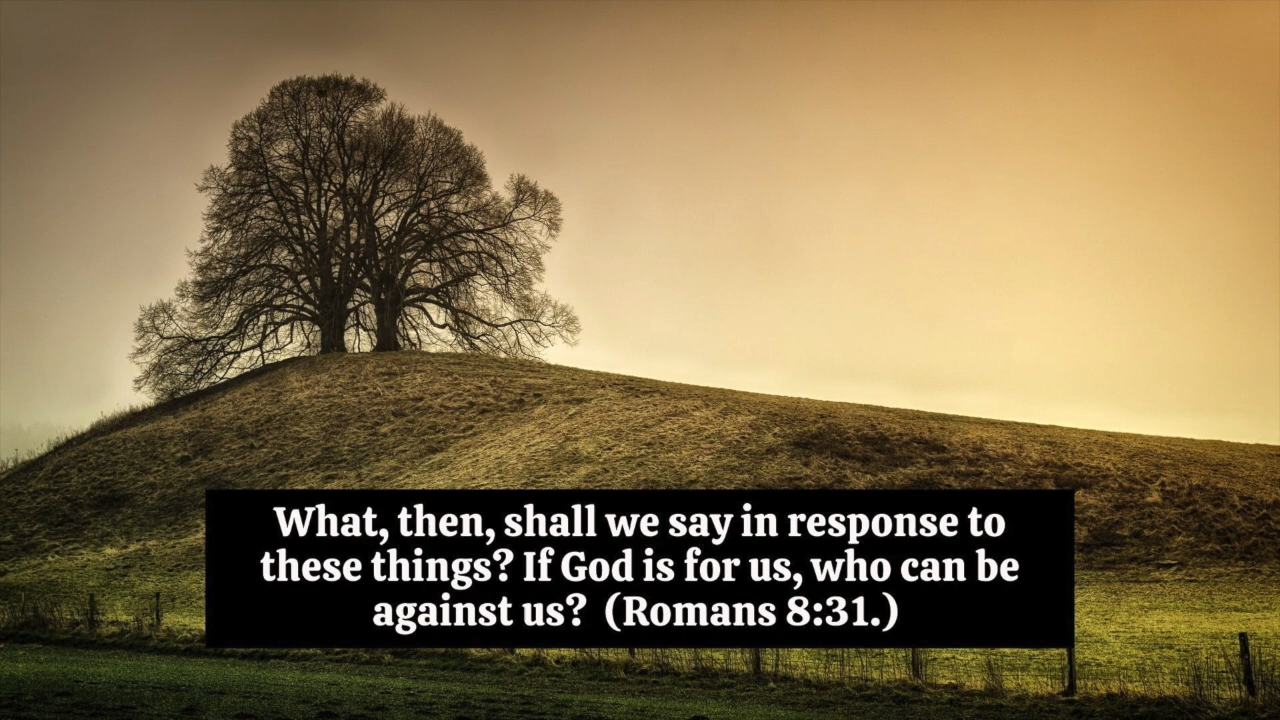 What, then, shall we say in response to
these things? If God is for us, who can be
against us?  (Romans 8:31.)